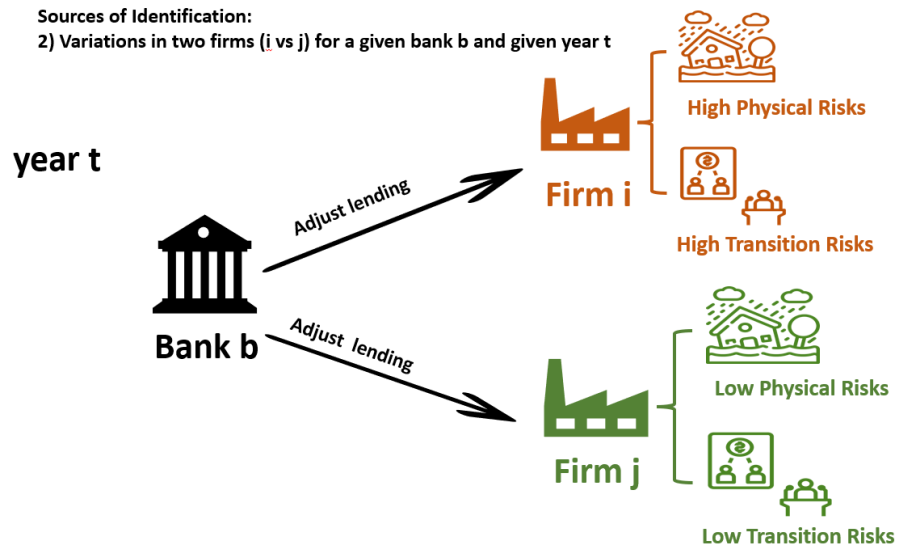 Sources of Identification:
2) Variations in two firms (i vs j) for a given bank b and given year t
year t
Adjust lending
Firm i
High Physical Risks
High Transition Risks
Bank b
Adjust lending
Firm j
Low Physical Risks
Low Transition Risks